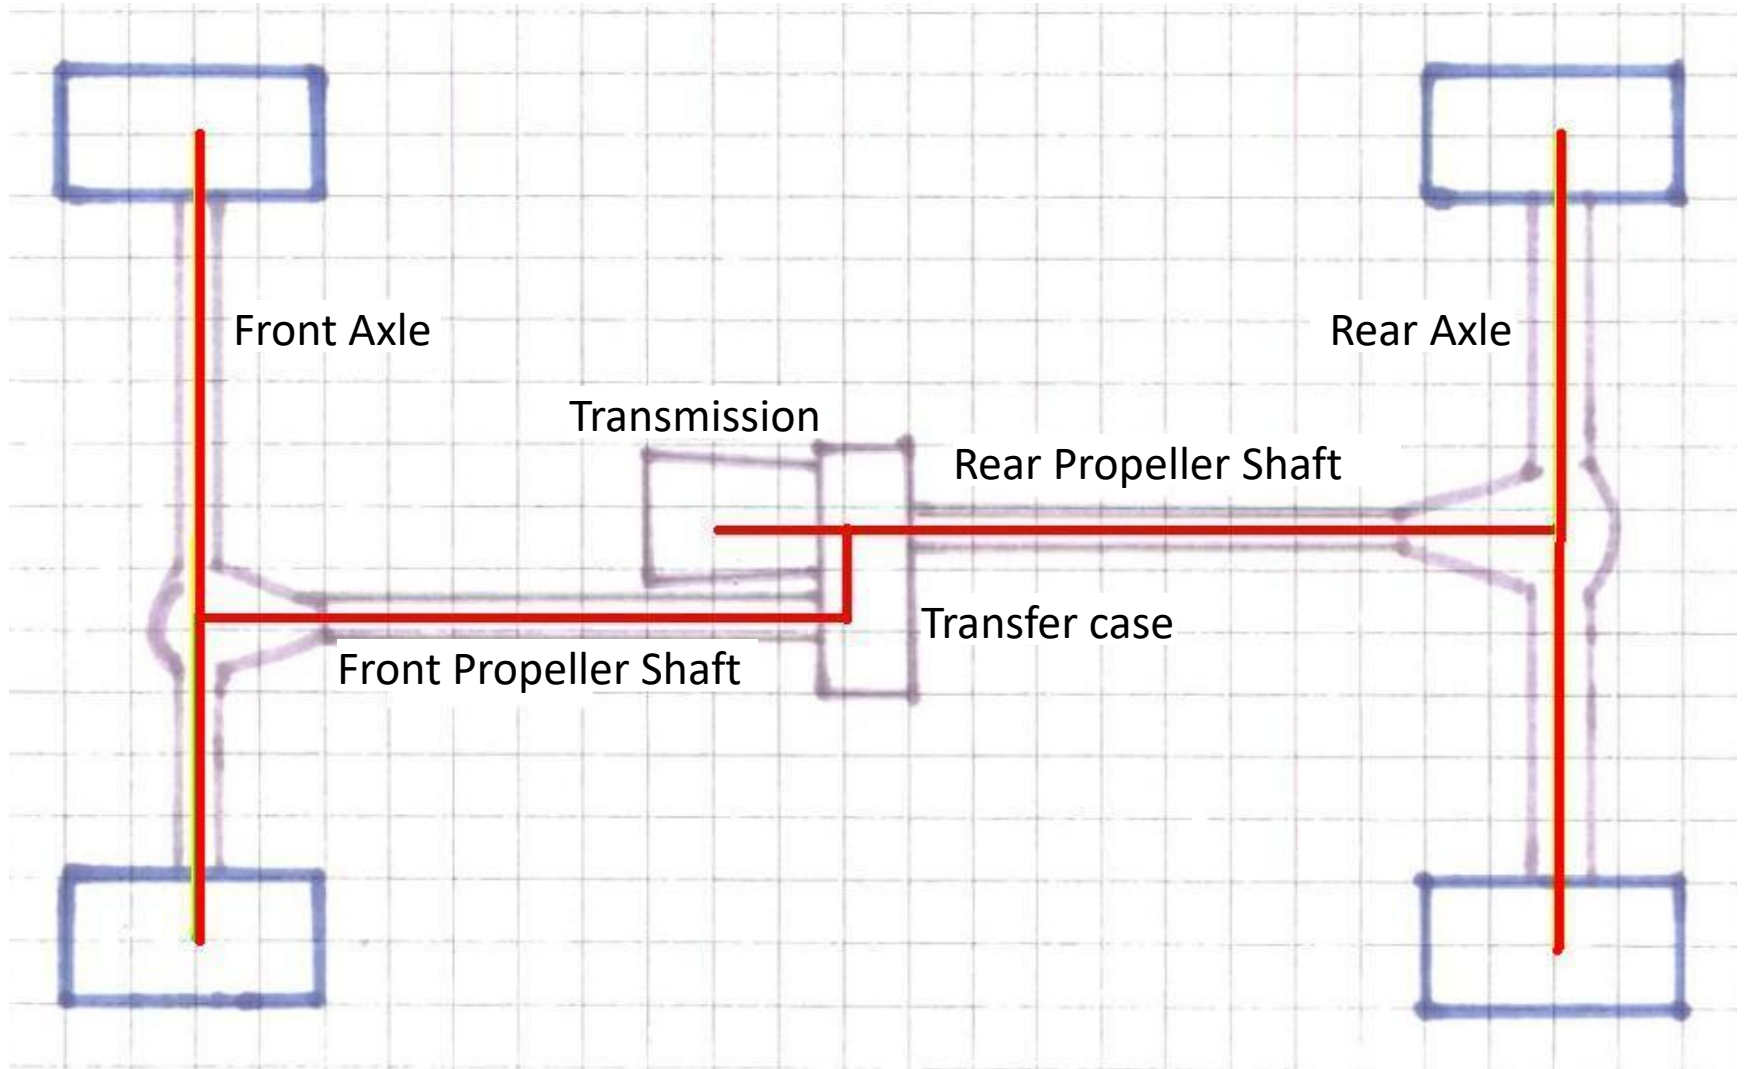 Front Axle
Rear Axle
Transmission
Rear Propeller Shaft
Transfer case
Front Propeller Shaft